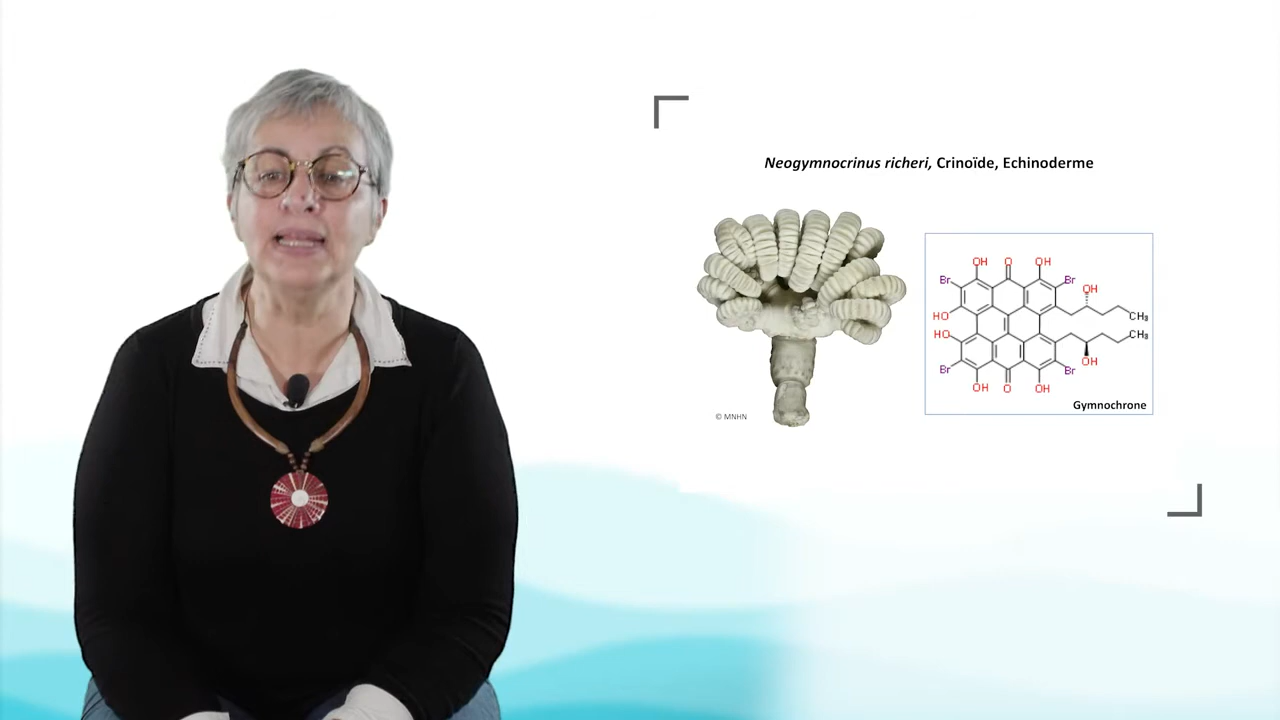 Neogymnocrinus richeri, Crinoïde, Echinoderme
OH O OH
Br Br
OH
HO CH₃
HO CH₃
OH
Br Br
OH O OH
Gymnochrone
© MNHN